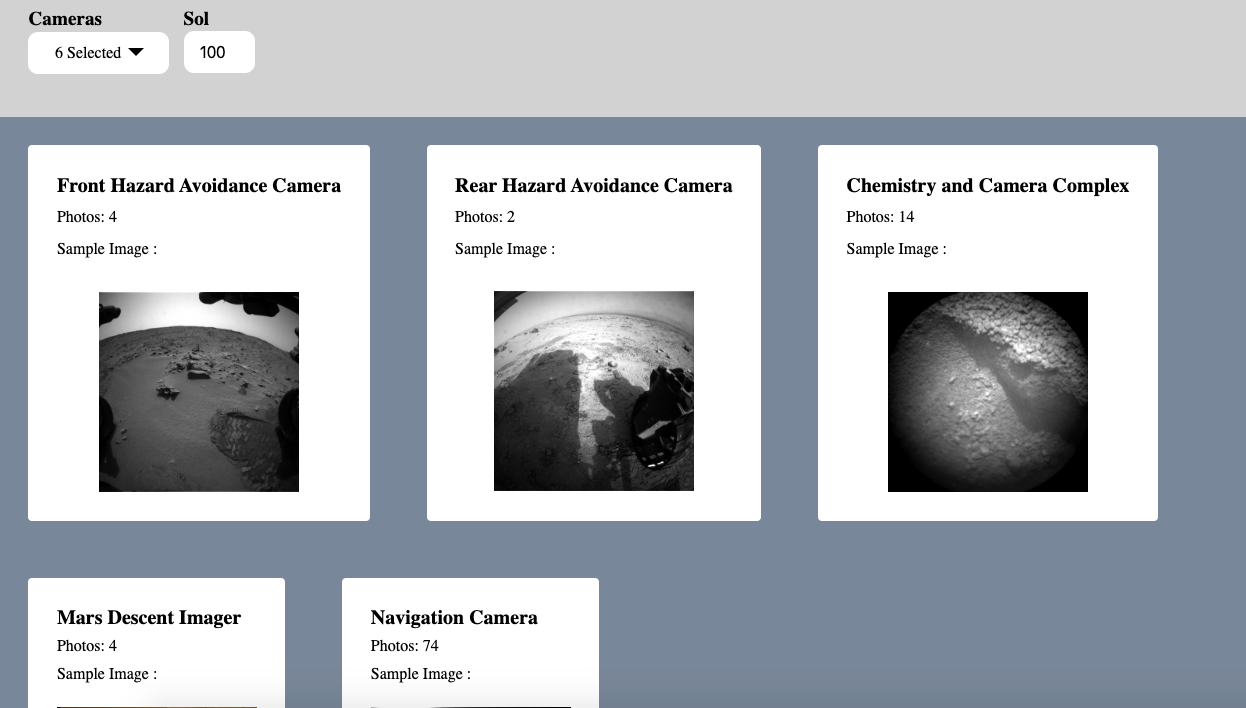 Cameras
Sol
6 Selected
100
Front Hazard Avoidance Camera
Photos: 4
Sample Image :
Rear Hazard Avoidance Camera
Photos: 2
Sample Image :
Chemistry and Camera Complex
Photos: 14
Sample Image :
Mars Descent Imager
Photos: 4
Sample Image :
Navigation Camera
Photos: 74
Sample Image :